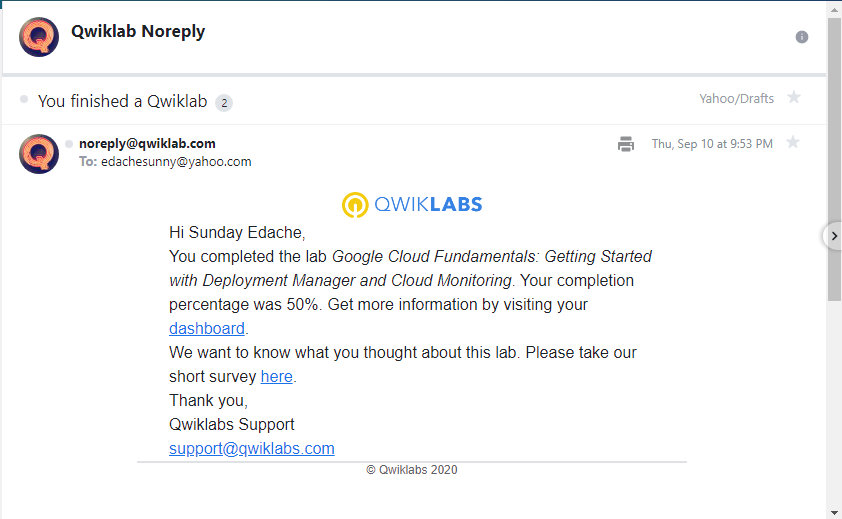 Qwiklab Noreply
You finished a Qwiklab 2
Yahoo/Drafts
noreply@qwiklab.com
Thu, Sep 10 at 9:53 PM
To: edachesunny@yahoo.com
QWIKLABS
Hi Sunday Edache,
You completed the lab Google Cloud Fundamentals: Getting Started
with Deployment Manager and Cloud Monitoring. Your completion
percentage was 50%. Get more information by visiting your
dashboard.
We want to know what you thought about this lab. Please take our
short survey here.
Thank you,
Qwiklabs Support
support@qwiklabs.com
© Qwiklabs 2020